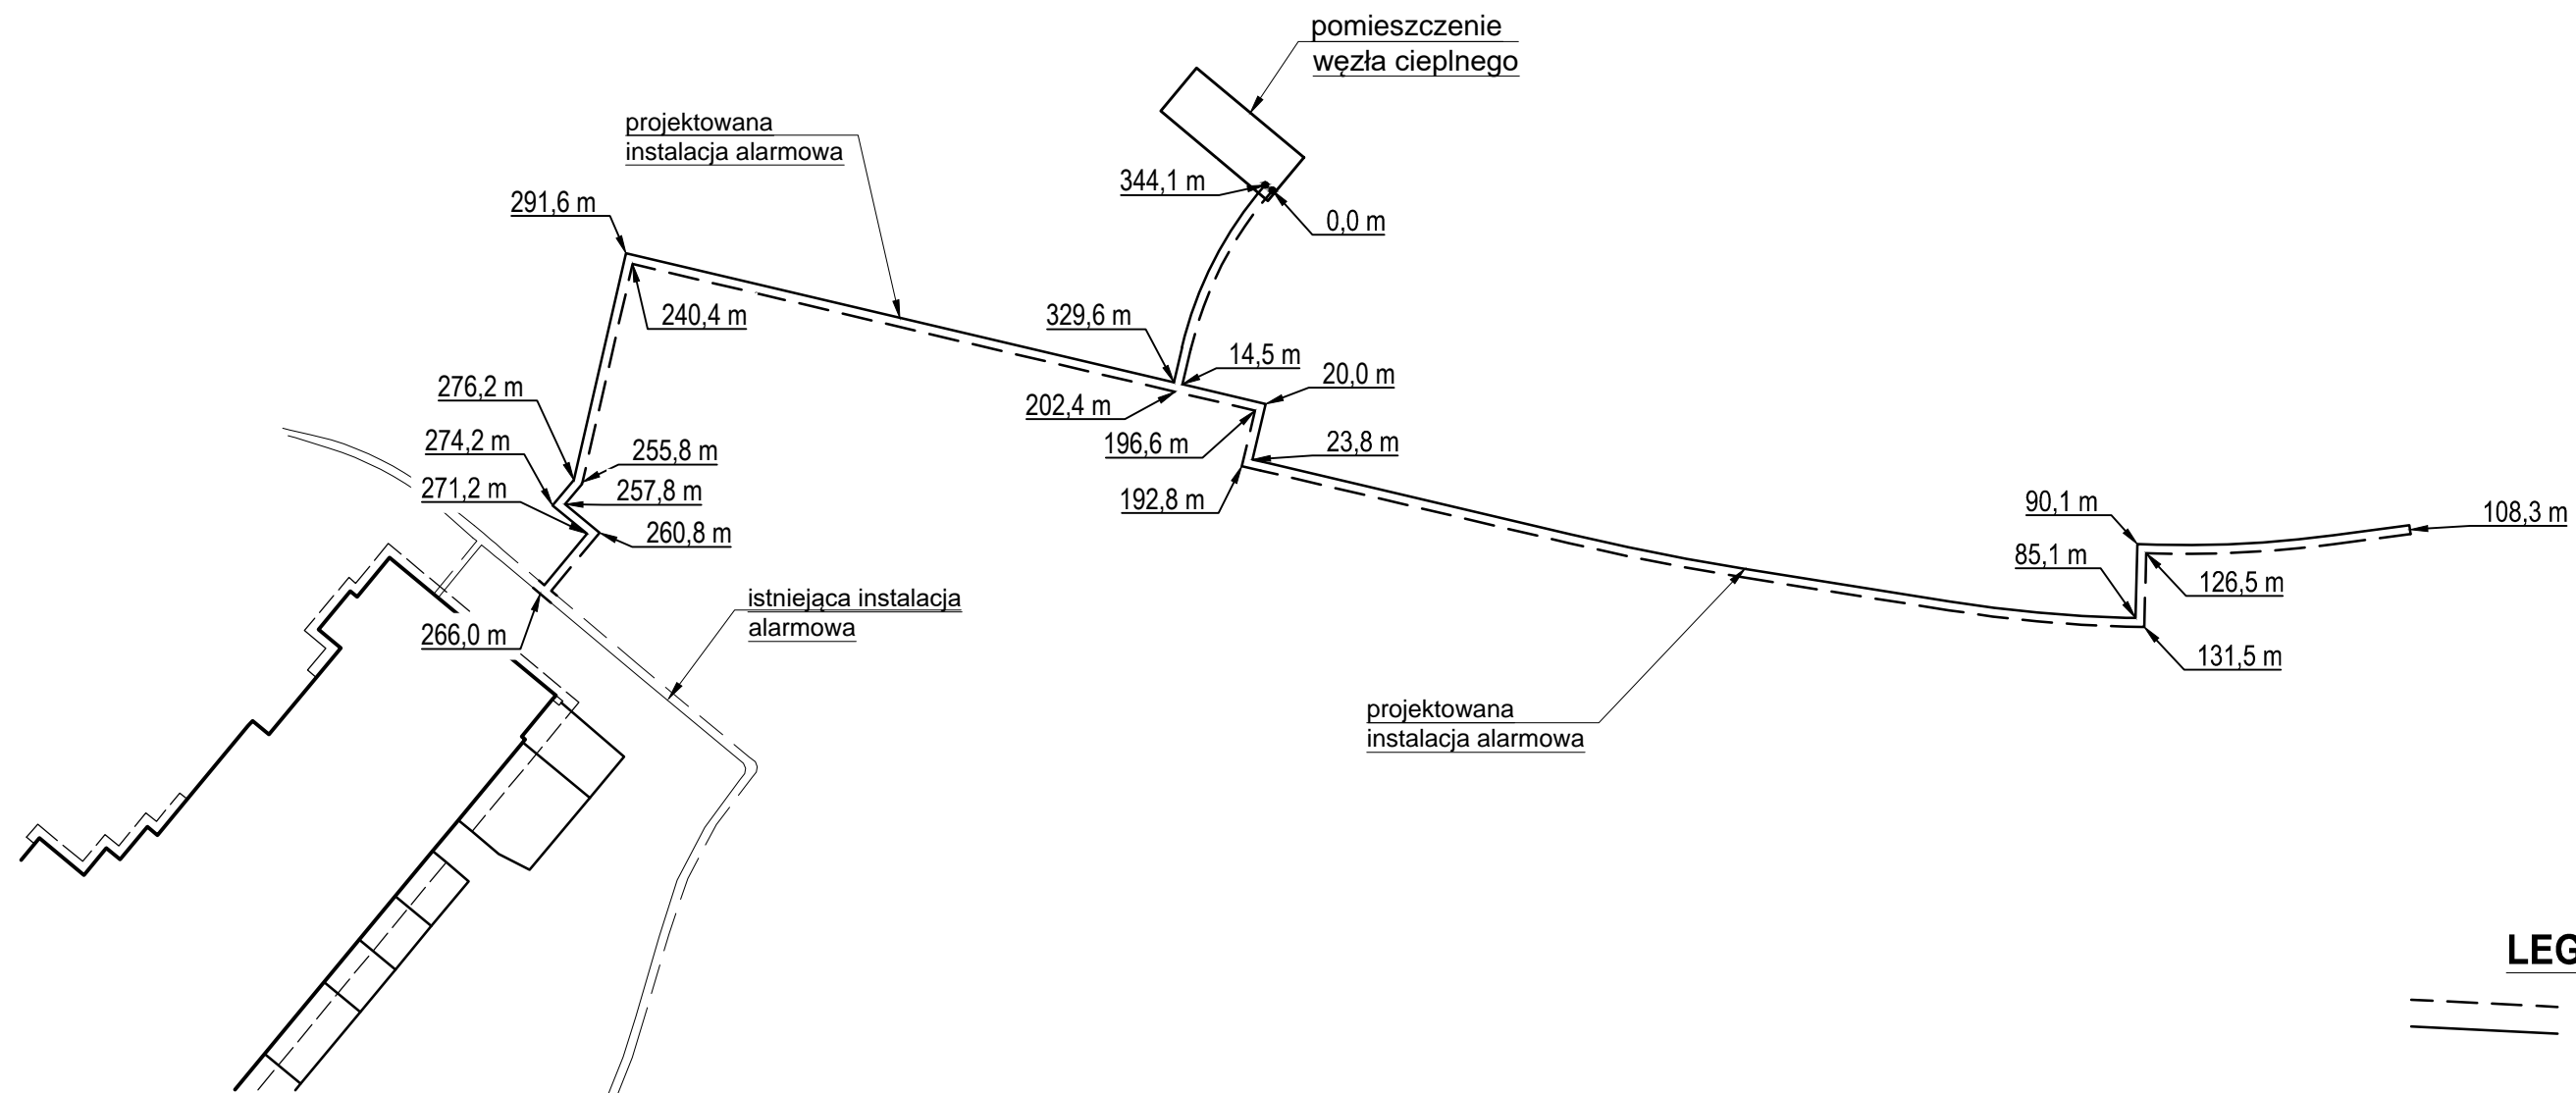 pomieszczenie
węzła cieplnego
projektowana
instalacja alarmowa
344,1 m
291,6 m
0,0 m
240,4 m
329,6 m
14,5 m
20,0 m
276,2 m
202,4 m
274,2 m
255,8 m
196,6 m
23,8 m
271,2 m
257,8 m
192,8 m
90,1 m
108,3 m
260,8 m
85,1 m
126,5 m
istniejąca instalacja
alarmowa
266,0 m
131,5 m
projektowana
instalacja alarmowa
LEG